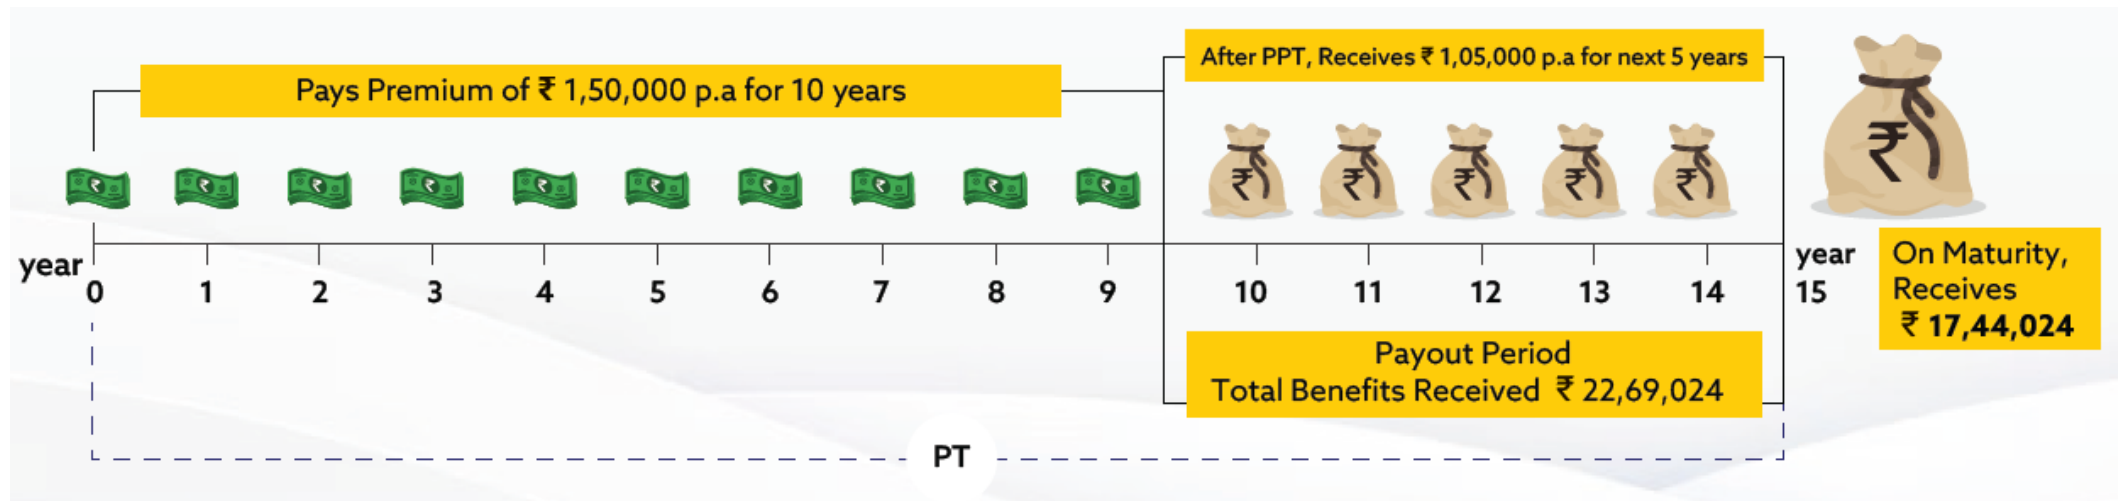 Pays Premium of ₹ 1,50,000 p.a for 10 years
After PPT, Receives ₹ 1,05,000 p.a for next 5 years
₹ ₹ ₹ ₹ ₹ ₹ ₹ ₹ ₹ ₹ ₹ ₹ ₹ ₹ ₹ ₹
year 0 1 2 3 4 5 6 7 8 9 10 11 12 13 14 year 15
On Maturity,
Receives
₹ 17,44,024
Payout Period
Total Benefits Received ₹ 22,69,024
PT